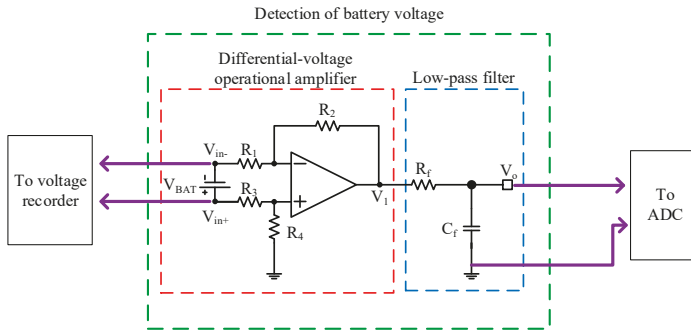 Detection of battery voltage
Differential-voltage
operational amplifier
Low-pass filter
R2
Vin-
R1
VBAT
R3
Vin+
R4
V1
Rf
Cf
Vo
To voltage
recorder
To
ADC